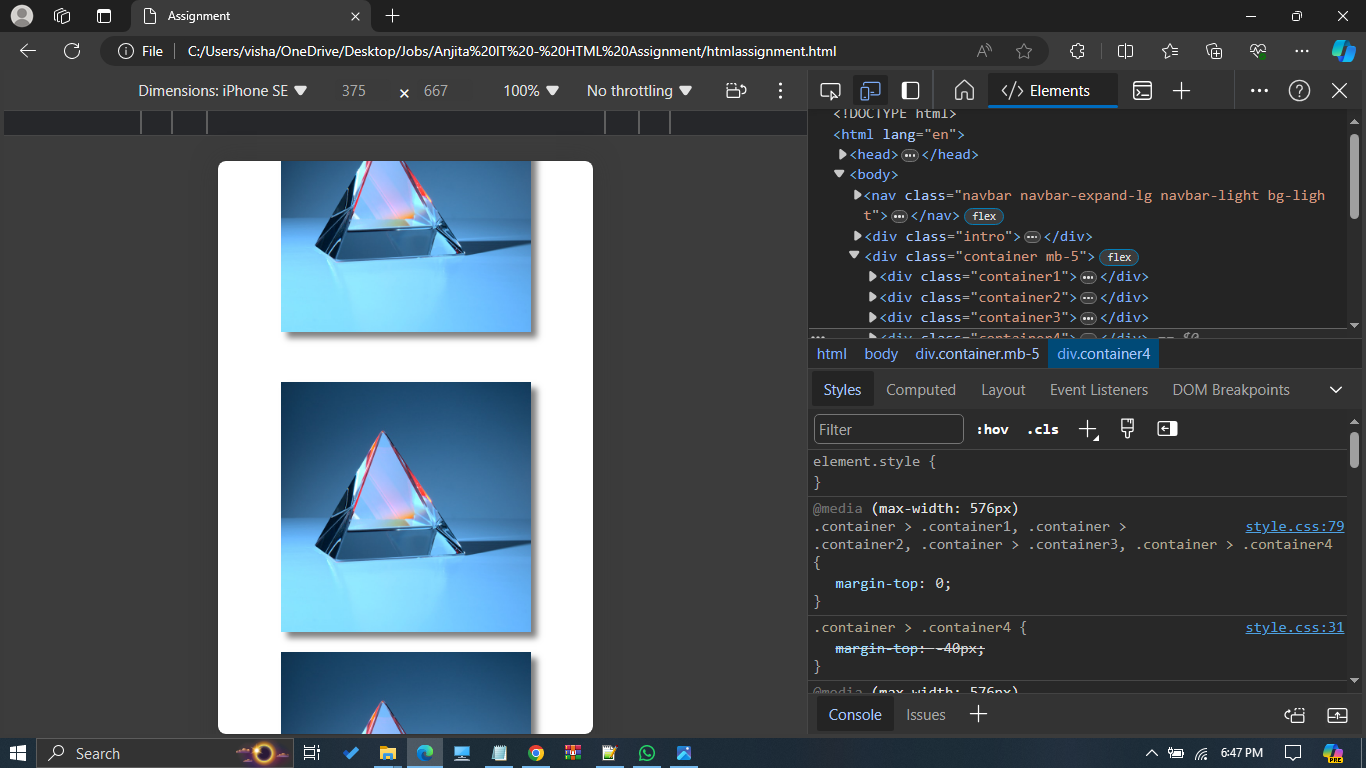 Assignment
File
C:/Users/visha/OneDrive/Desktop/Jobs/Anjita%20IT%20-%20HTML%20Assignment/htmlassignment.html
Dimensions: iPhone SE ▼ 375 × 667 100% ▼ No throttling ▼
Elements
<!DOCTYPE html>
<html lang="en">
<head> ••• </head>
<body>
<nav class="navbar navbar-expand-lg navbar-light bg-ligh
t"> ••• </nav> flex
<div class="intro"> ••• </div>
<div class="container mb-5"> flex
<div class="container1"> ••• </div>
<div class="container2"> ••• </div>
<div class="container3"> ••• </div>
<div class="container4"> ••• </div> == $0
html body div.container.mb-5 div.container4
Styles Computed Layout Event Listeners DOM Breakpoints
Filter :hov .cls
element.style {
}
@media (max-width: 576px)
.container > .container1, .container > style.css:79
.container2, .container > .container3, .container > .container4
{
margin-top: 0;
}
.container > .container4 { style.css:31
margin-top: -40px;
}
@media (max-width: 576px)
Console Issues
Search
6:47 PM
PRE